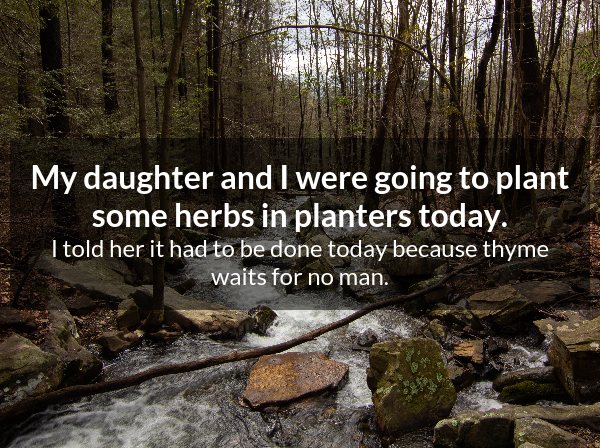 My daughter and I were going to plant
some herbs in planters today.
I told her it had to be done today because thyme
waits for no man.